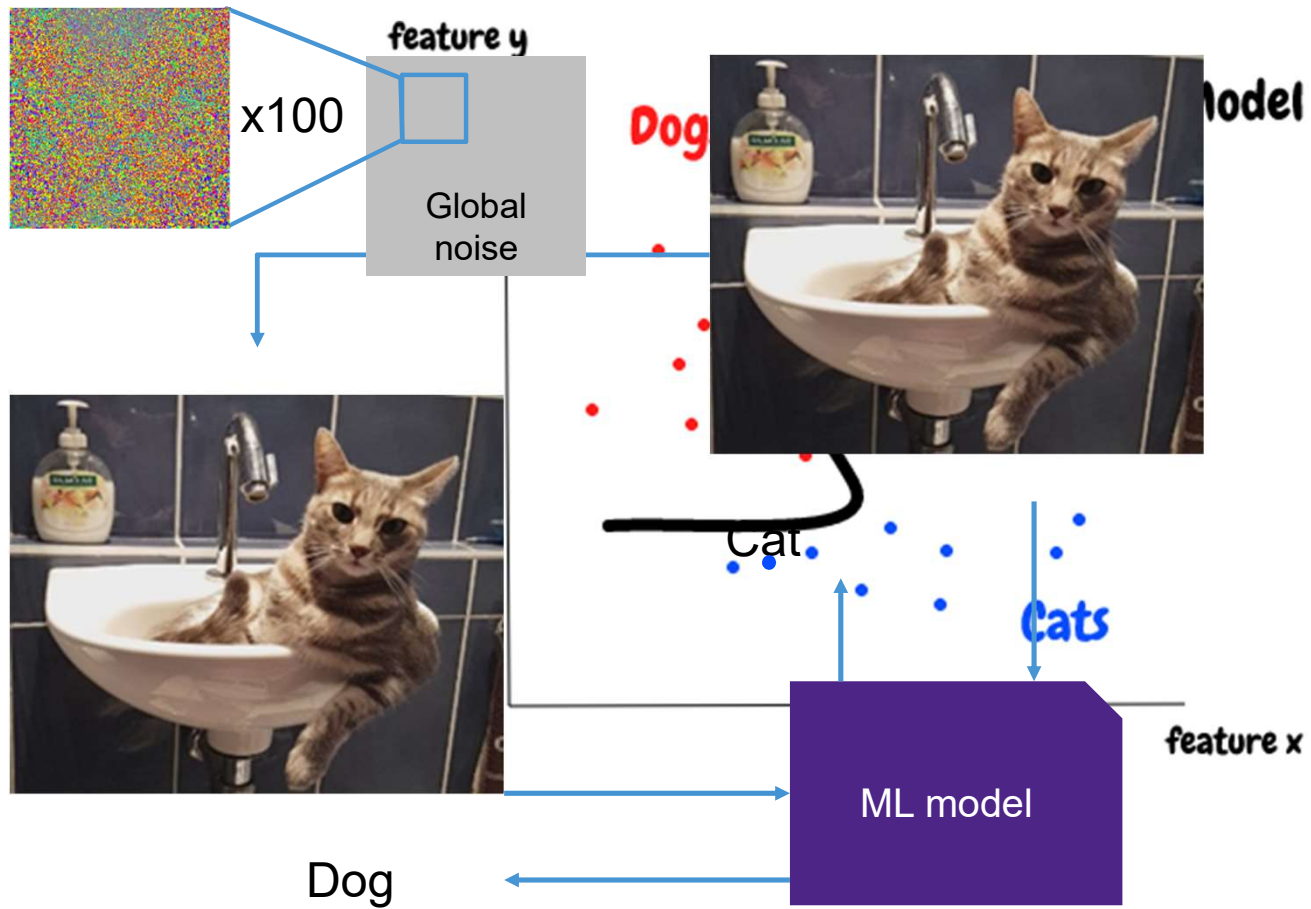 feature y
x100
Dog
odel
Global
noise
Cat
Cats
feature x
ML model
Dog